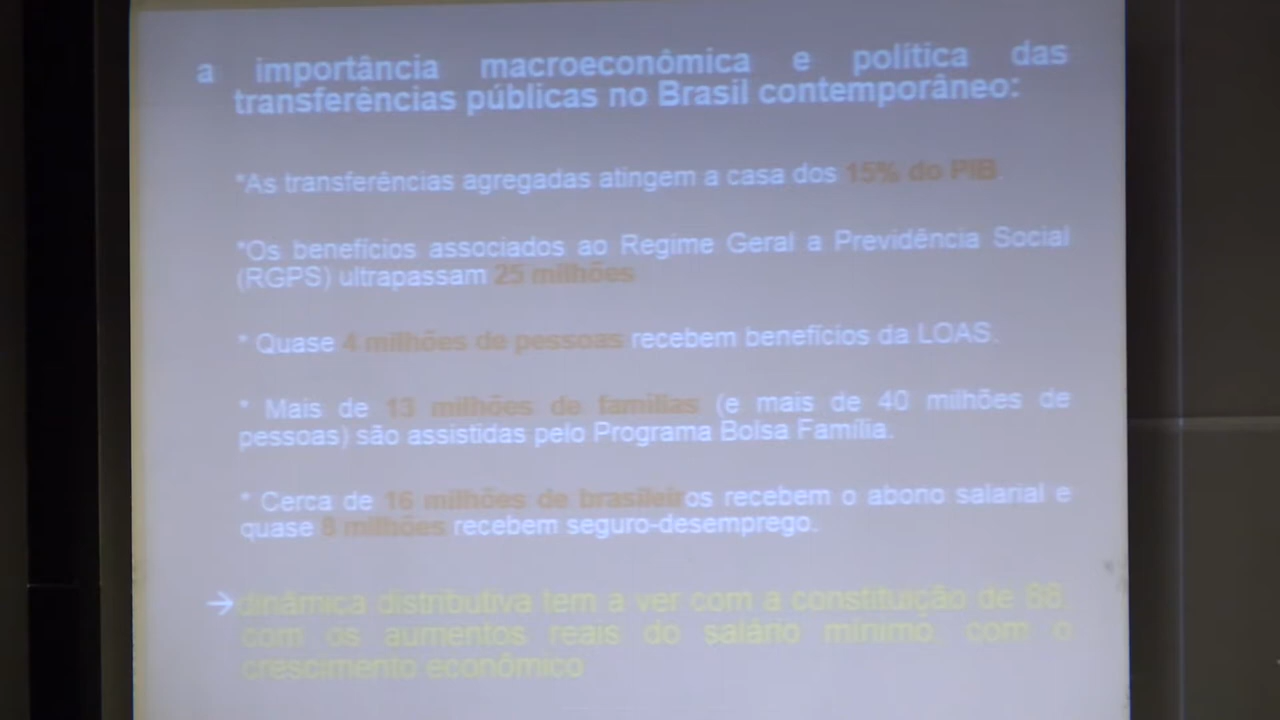 a importância macroeconômica e política das
transferências públicas no Brasil contemporâneo:
*As transferências agregadas atingem a casa dos 15% do PIB.
*Os benefícios associados ao Regime Geral a Previdência Social
(RGPS) ultrapassam 25 milhões
* Quase 4 milhões de pessoas recebem benefícios da LOAS.
* Mais de 13 milhões de famílias (e mais de 40 milhões de
pessoas) são assistidas pelo Programa Bolsa Família.
* Cerca de 16 milhões de brasileiros recebem o abono salarial e
quase 8 milhões recebem seguro-desemprego.
→dinâmica distributiva tem a ver com a constituição de 88,
com os aumentos reais do salário mínimo, com o
crescimento econômico